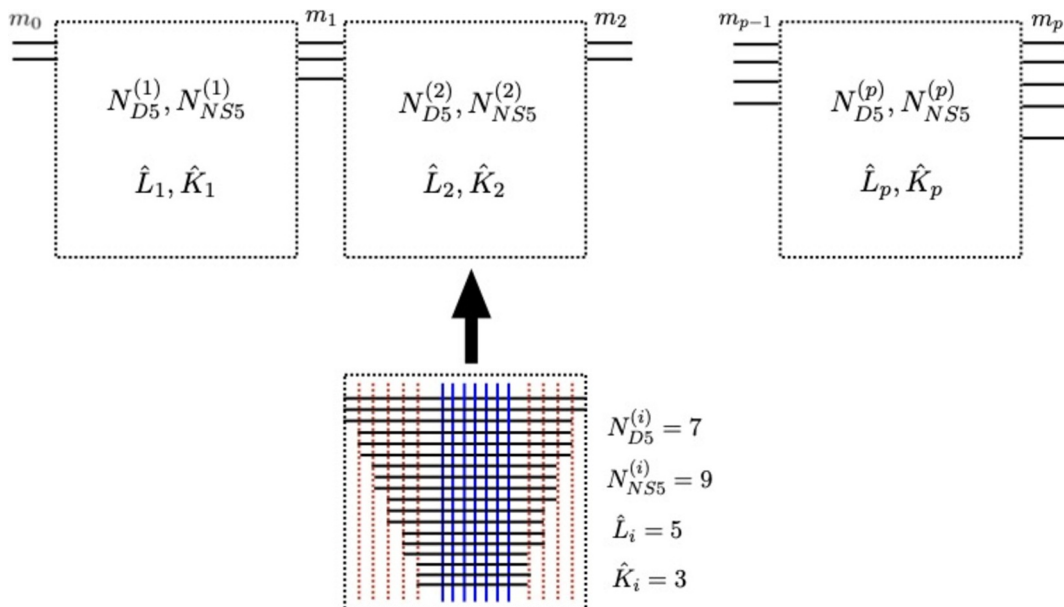 m_0 m_1 m_2 m_{p-1} m_p
N_{D5}^{(1)}, N_{NS5}^{(1)} N_{D5}^{(2)}, N_{NS5}^{(2)} N_{D5}^{(p)}, N_{NS5}^{(p)}
\hat{L}_1, \hat{K}_1 \hat{L}_2, \hat{K}_2 \hat{L}_p, \hat{K}_p
N_{D5}^{(i)} = 7
N_{NS5}^{(i)} = 9
\hat{L}_i = 5
\hat{K}_i = 3